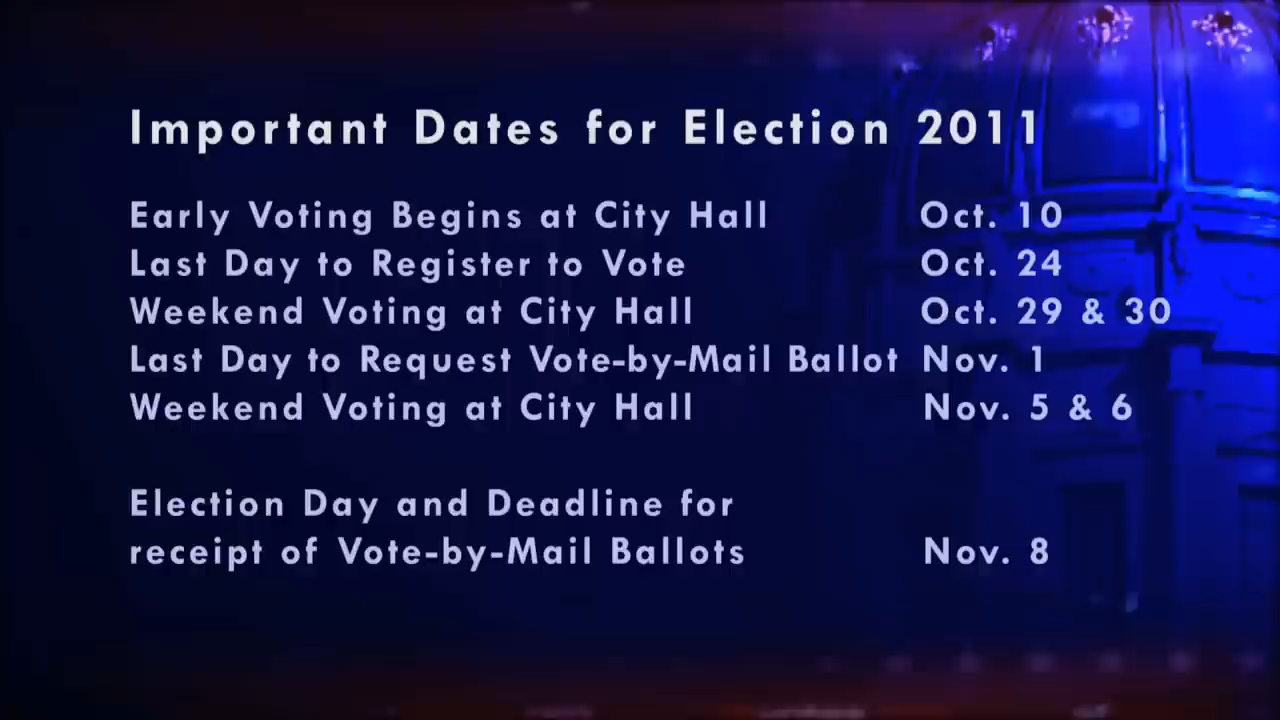 Important Dates for Election 2011
Early Voting Begins at City Hall Oct. 10
Last Day to Register to Vote Oct. 24
Weekend Voting at City Hall Oct. 29 & 30
Last Day to Request Vote-by-Mail Ballot Nov. 1
Weekend Voting at City Hall Nov. 5 & 6
Election Day and Deadline for
receipt of Vote-by-Mail Ballots Nov. 8